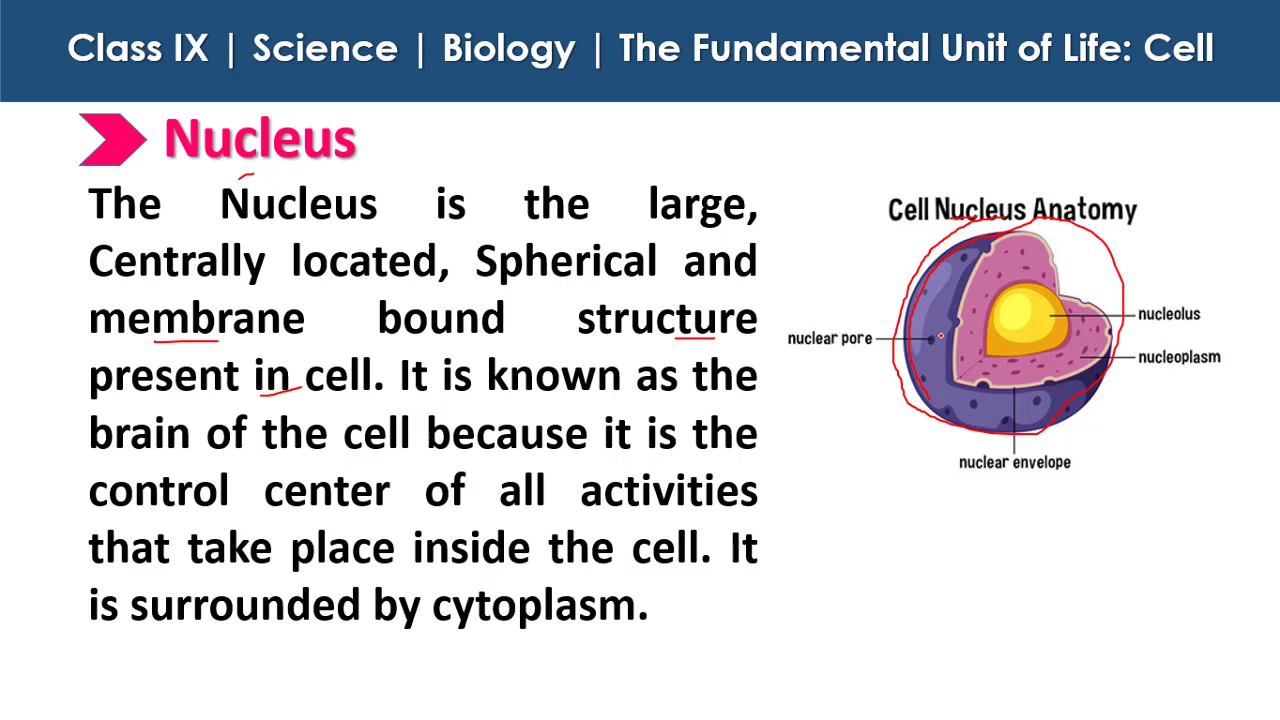 Class IX | Science | Biology | The Fundamental Unit of Life: Cell
Nucleus
The Nucleus is the large,
Centrally located, Spherical and
membrane bound structure
present in cell. It is known as the
brain of the cell because it is the
control center of all activities
that take place inside the cell. It
is surrounded by cytoplasm.
Cell Nucleus Anatomy
nucleolus
nuclear pore
nucleoplasm
nuclear envelope